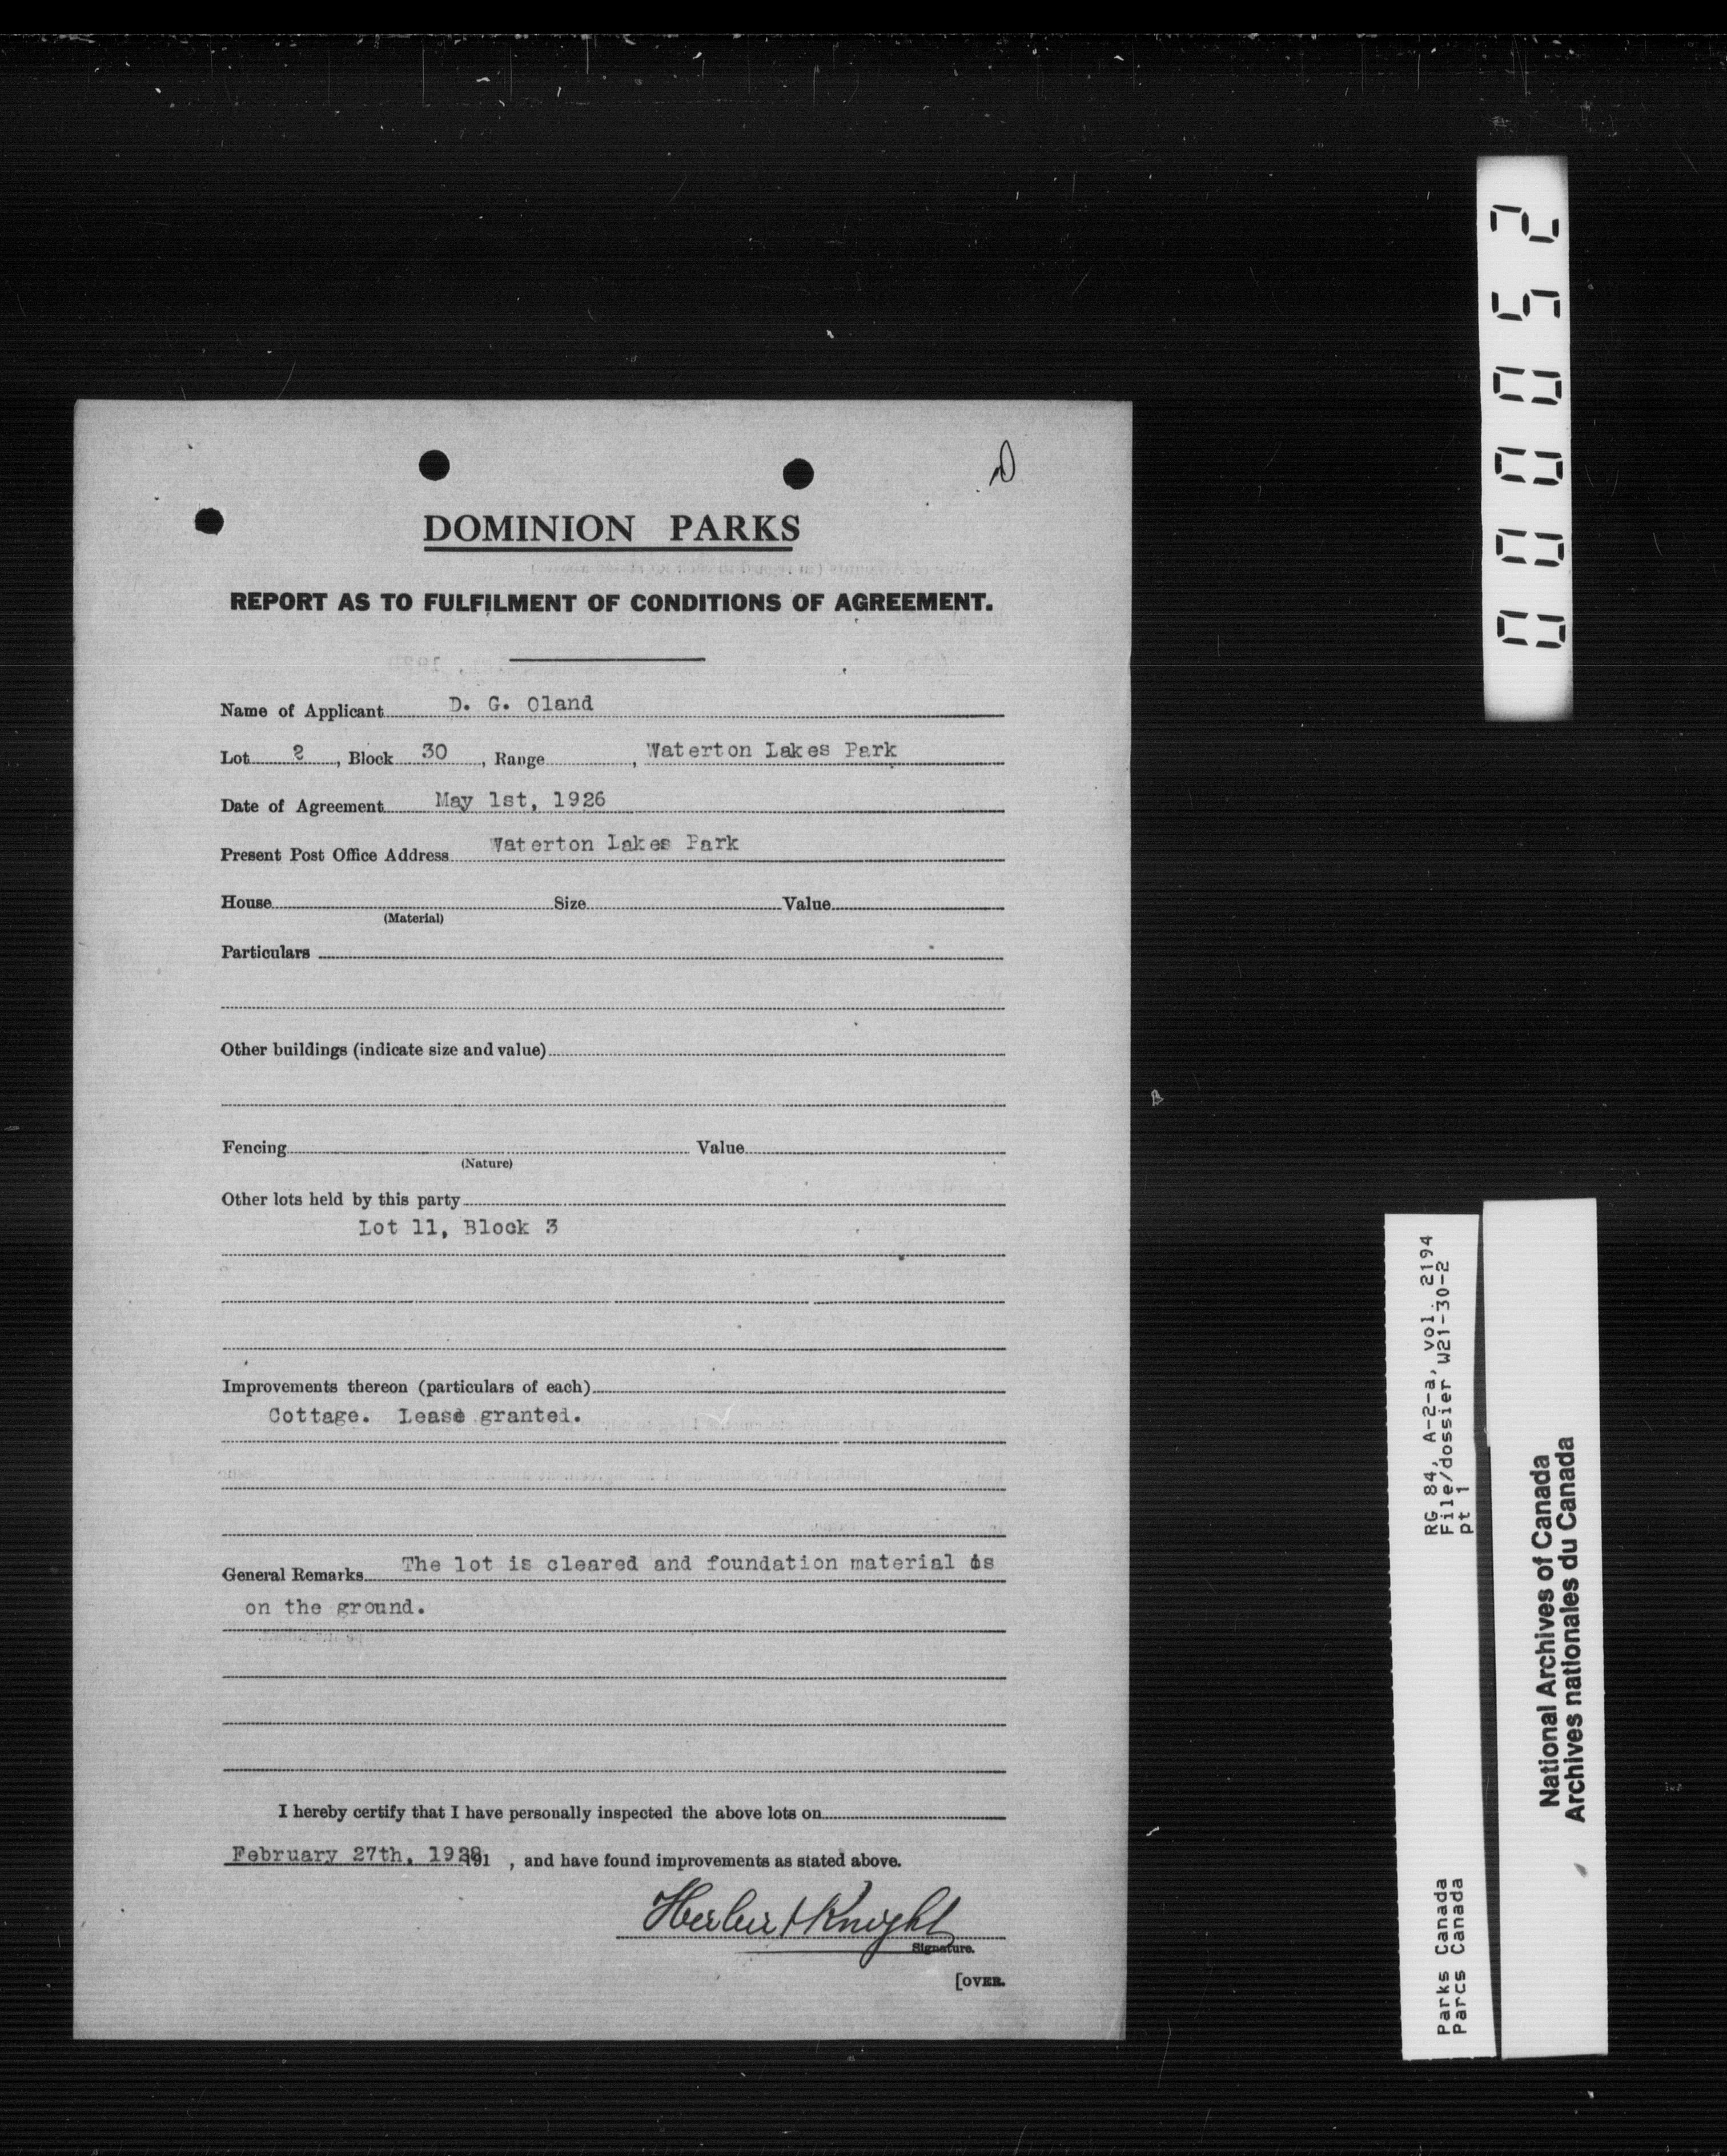 DOMINION PARKS
REPORT AS TO FULFILMENT OF CONDITIONS OF AGREEMENT.
Name of Applicant D. G. Oland
Lot 2, Block 30, Range , Waterton Lakes Park
Date of Agreement May 1st, 1926
Present Post Office Address Waterton Lakes Park
House Size Value
(Material)
Particulars
Other buildings (indicate size and value)
Fencing Value
(Nature)
Other lots held by this party
Lot 11, Block 3
Improvements thereon (particulars of each)
Cottage. Lease granted.
General Remarks The lot is cleared and foundation material is
on the ground.
I hereby certify that I have personally inspected the above lots on
February 27th, 1928 191 , and have found improvements as stated above.
Herbert Knight
Signature.
[OVER.
000052
RG 84, A-2-a, vol. 2194
File/dossier W21-30-2
pt 1
Parks Canada
Parcs Canada
National Archives of Canada
Archives nationales du Canada